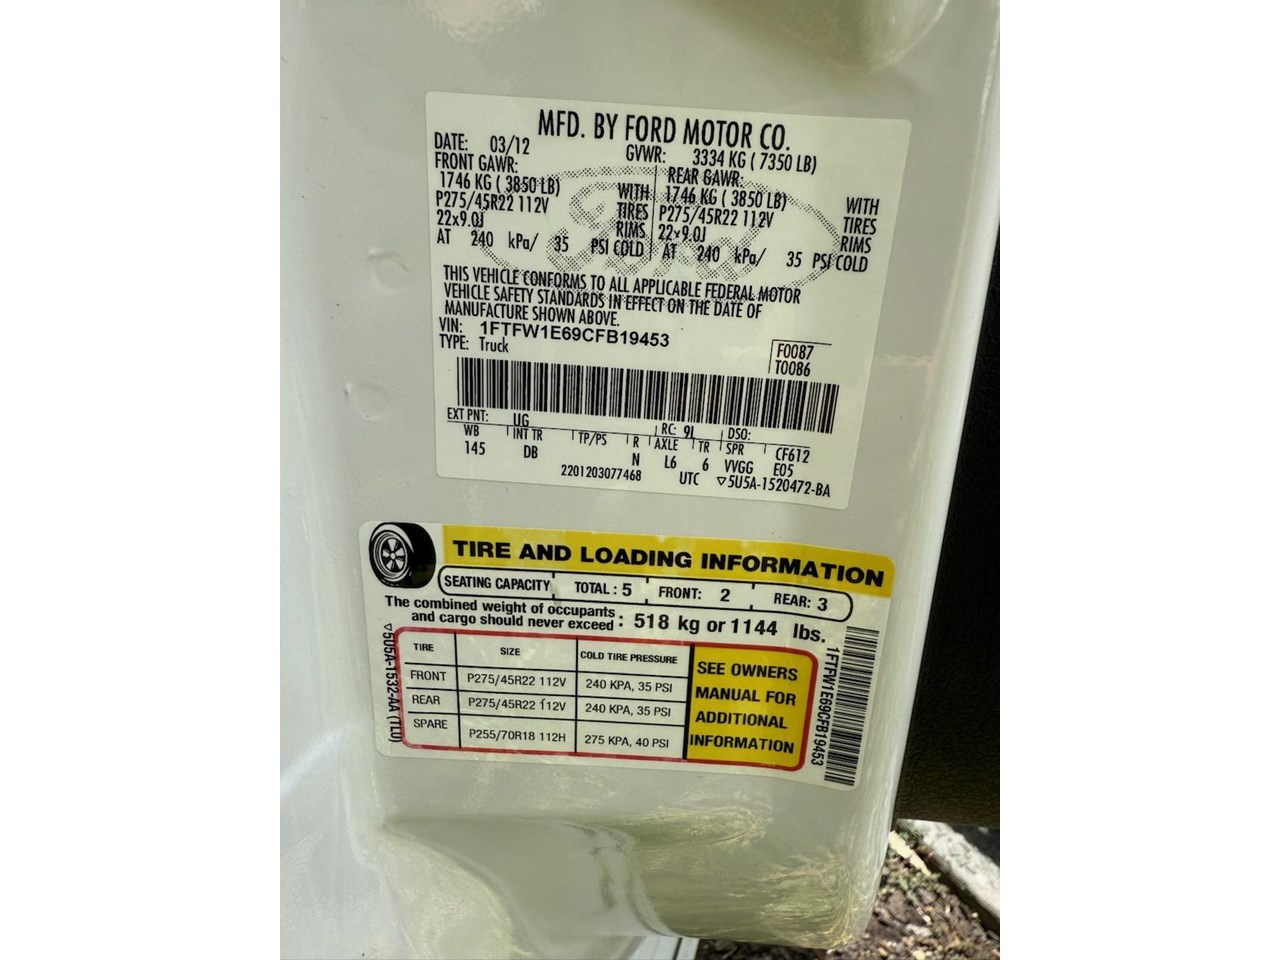 MFD. BY FORD MOTOR CO.
DATE: 03/12 GVWR: 3334 KG ( 7350 LB)
FRONT GAWR: REAR GAWR:
1746 KG ( 3850 LB) WITH 1746 KG ( 3850 LB) WITH
P275/45R22 112V TIRES P275/45R22 112V TIRES
22x9.0J RIMS 22x9.0J RIMS
AT 240 kPa/ 35 PSI COLD AT 240 kPa/ 35 PSI COLD
Ford
THIS VEHICLE CONFORMS TO ALL APPLICABLE FEDERAL MOTOR
VEHICLE SAFETY STANDARDS IN EFFECT ON THE DATE OF
MANUFACTURE SHOWN ABOVE.
VIN: 1FTFW1E69CFB19453
TYPE: Truck
F0087
T0086
EXT PNT: UG RC: 9L DSO:
WB INT TR TP/PS R AXLE TR SPR CF612
145 DB N L6 6 VVGG E05
2201203077468 UTC ▽5U5A-1520472-BA
TIRE AND LOADING INFORMATION
SEATING CAPACITY TOTAL : 5 FRONT: 2 REAR: 3
The combined weight of occupants
and cargo should never exceed : 518 kg or 1144 lbs.
TIRE SIZE COLD TIRE PRESSURE
FRONT P275/45R22 112V 240 KPA, 35 PSI
REAR P275/45R22 112V 240 KPA, 35 PSI
SPARE P255/70R18 112H 275 KPA, 40 PSI
SEE OWNERS
MANUAL FOR
ADDITIONAL
INFORMATION
▽5U5A-1532-AA (TL0)
1FTFW1E69CFB19453